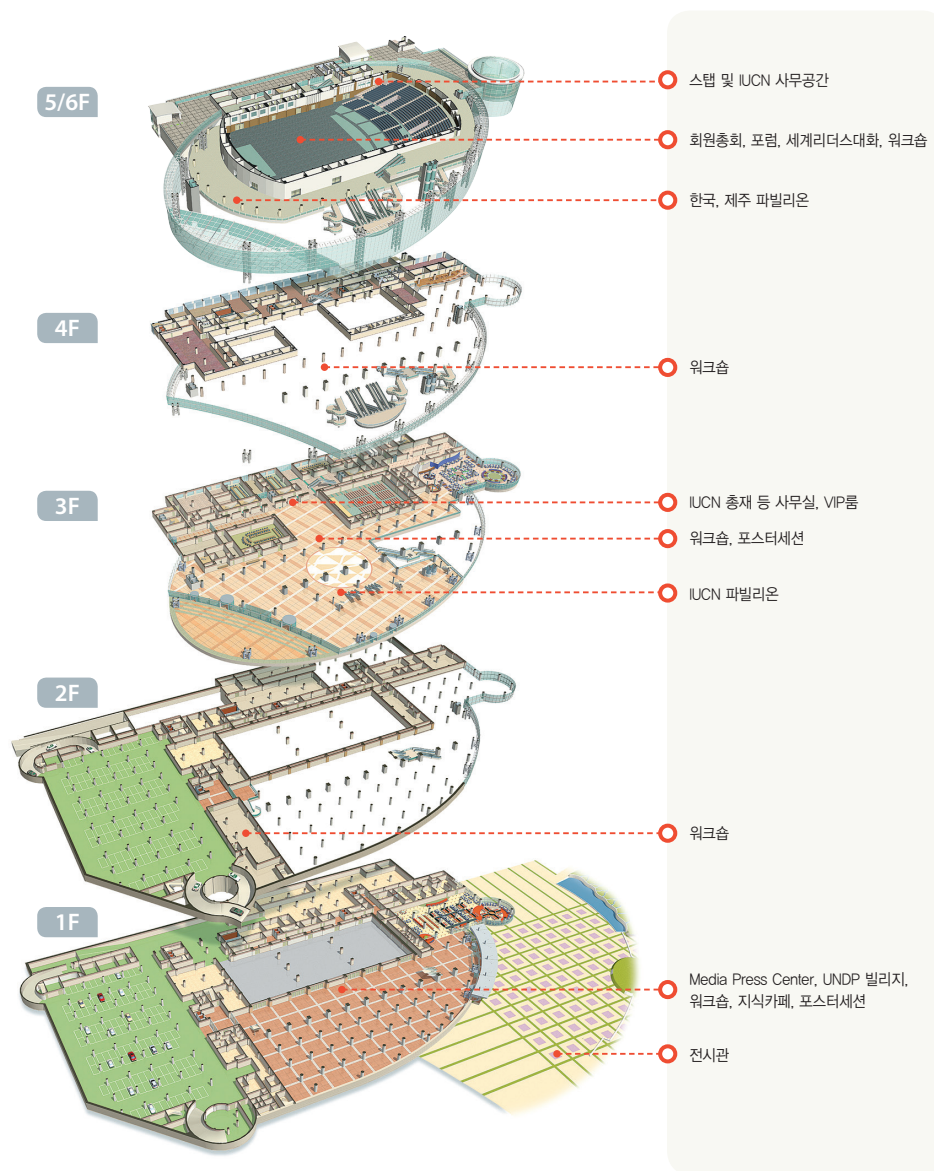 5/6F
스탭 및 IUCN 사무공간
회원총회, 포럼, 세계리더스대화, 워크숍
한국, 제주 파빌리온
4F
워크숍
3F
IUCN 총재 등 사무실, VIP룸
워크숍, 포스터세션
IUCN 파빌리온
2F
워크숍
1F
Media Press Center, UNDP 빌리지,
워크숍, 지식카페, 포스터세션
전시관